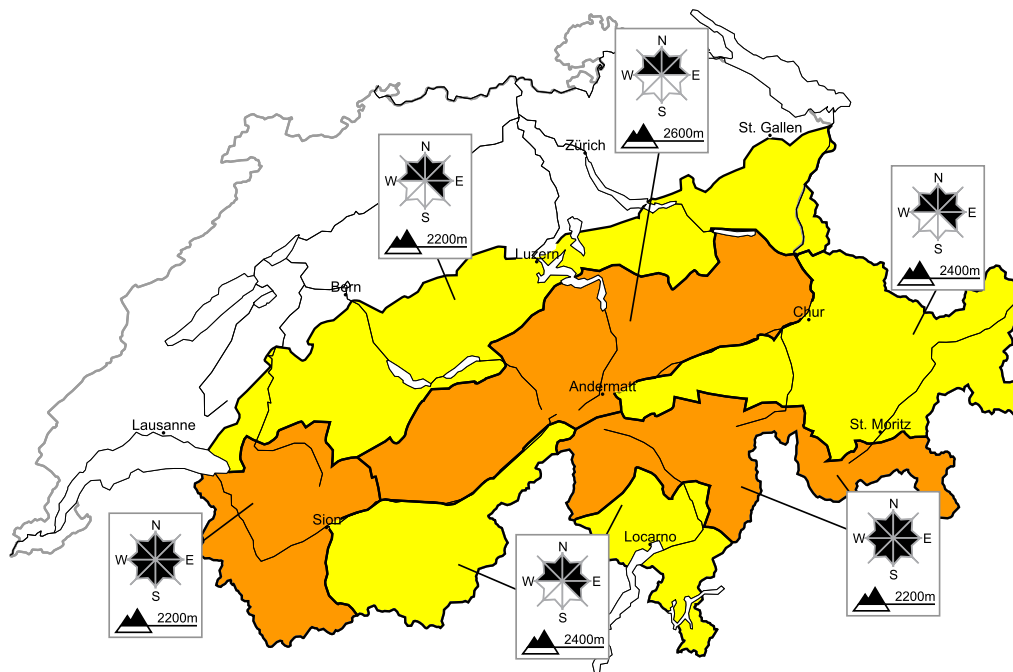 N
W E
S
2600m
St. Gallen
Zürich
N
W E
S
2200m
N
W E
S
2400m
Luzern
Bern
Chur
Andermatt
Lausanne
St. Moritz
Sion
Locarno
N
W E
S
2200m
N
W E
S
2400m
N
W E
S
2200m